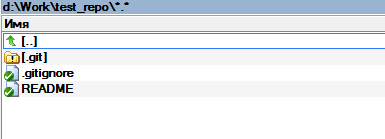 d:\Work\test_repo\*.*
Имя
[..]
[.git]
.gitignore
README